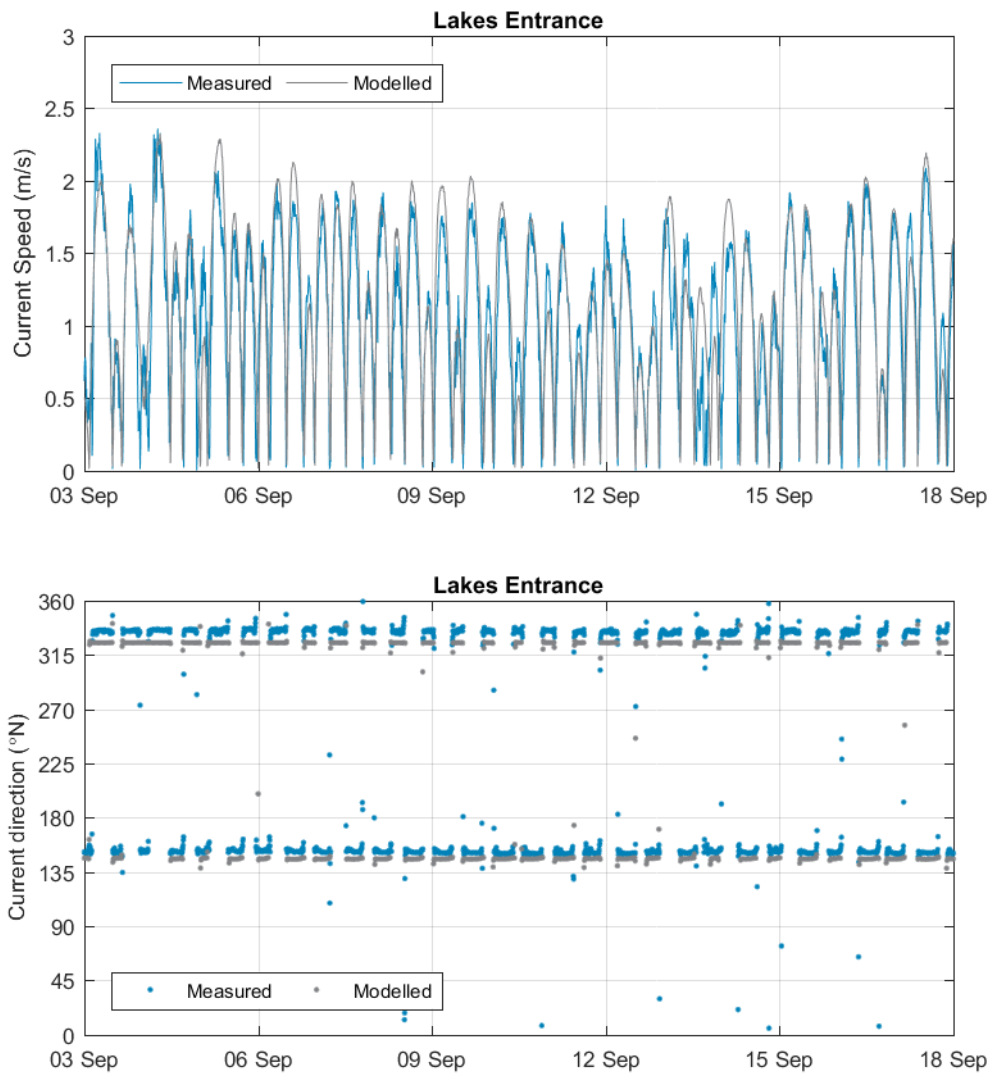 Lakes Entrance
3
2.5
2
1.5
1
0.5
0
Current Speed (m/s)
Measured Modelled
03 Sep 06 Sep 09 Sep 12 Sep 15 Sep 18 Sep
Lakes Entrance
360
315
270
225
180
135
90
45
0
Current direction (°N)
Measured Modelled
03 Sep 06 Sep 09 Sep 12 Sep 15 Sep 18 Sep